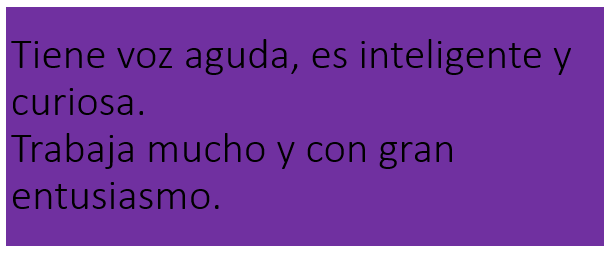 Tiene voz aguda, es inteligente y
curiosa.
Trabaja mucho y con gran
entusiasmo.